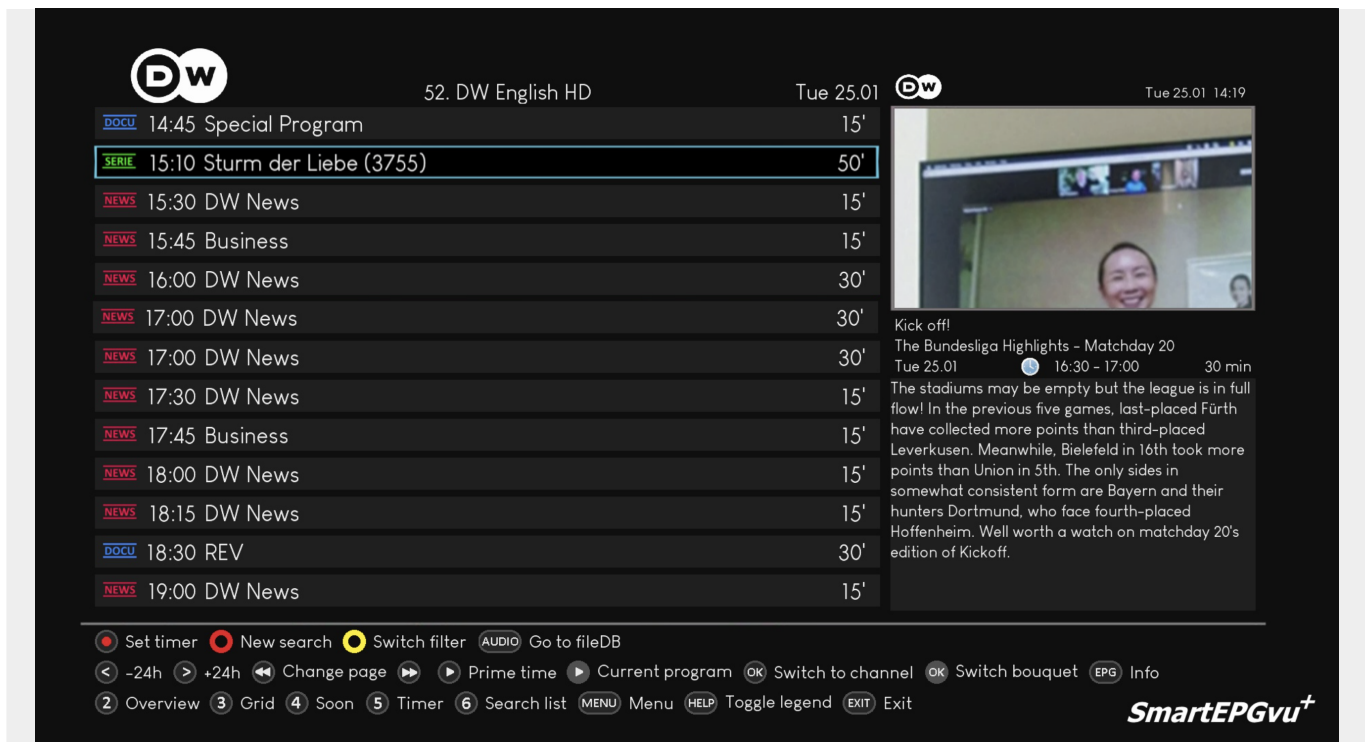 DW
52. DW English HD Tue 25.01
DOCU 14:45 Special Program 15'
SERIE 15:10 Sturm der Liebe (3755) 50'
NEWS 15:30 DW News 15'
NEWS 15:45 Business 15'
NEWS 16:00 DW News 30'
NEWS 17:00 DW News 30'
NEWS 17:00 DW News 30'
NEWS 17:30 DW News 15'
NEWS 17:45 Business 15'
NEWS 18:00 DW News 15'
NEWS 18:15 DW News 15'
DOCU 18:30 REV 30'
NEWS 19:00 DW News 15'
DW Tue 25.01 14:19
Kick off!
The Bundesliga Highlights - Matchday 20
Tue 25.01 16:30 - 17:00 30 min
The stadiums may be empty but the league is in full
flow! In the previous five games, last-placed Fürth
have collected more points than third-placed
Leverkusen. Meanwhile, Bielefeld in 16th took more
points than Union in 5th. The only sides in
somewhat consistent form are Bayern and their
hunters Dortmund, who face fourth-placed
Hoffenheim. Well worth a watch on matchday 20's
edition of Kickoff.
Set timer New search Switch filter AUDIO Go to fileDB
< -24h > +24h Change page Prime time Current program OK Switch to channel OK Switch bouquet EPG Info
2 Overview 3 Grid 4 Soon 5 Timer 6 Search list MENU Menu HELP Toggle legend EXIT Exit
SmartEPGvu+